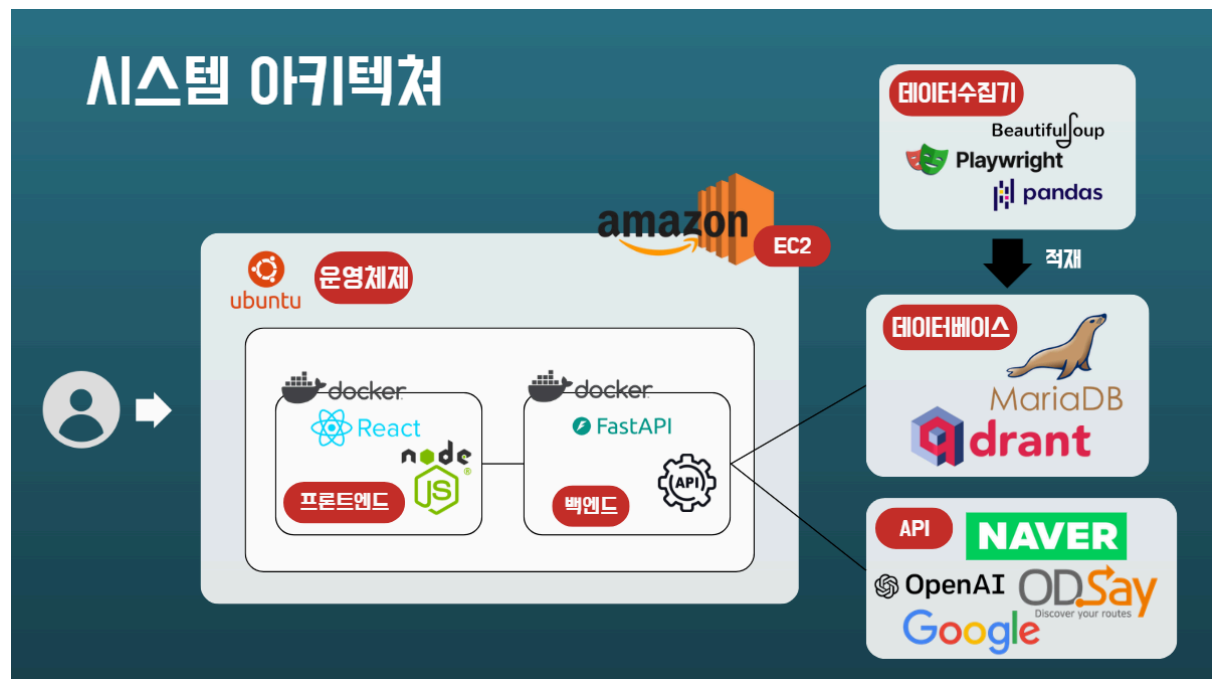 시스템 아키텍쳐
데이터수집기
BeautifulSoup
Playwright
pandas
적재
amazon
EC2
ubuntu
운영체제
docker
React
node
JS
프론트엔드
docker
FastAPI
API
백엔드
데이터베이스
MariaDB
qdrant
API
NAVER
OpenAI
ODSay
Discover your routes
Google